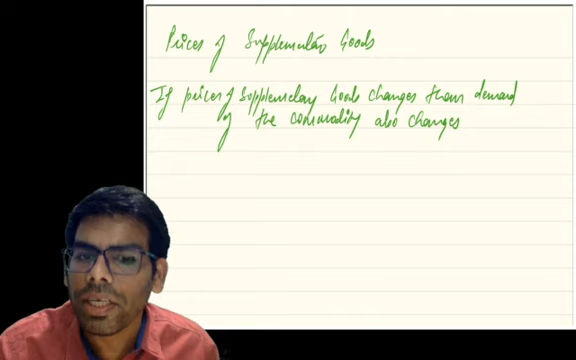 Prices of Supplementary Goods
If prices of Supplementary Goods changes then demand
of the commodity also changes